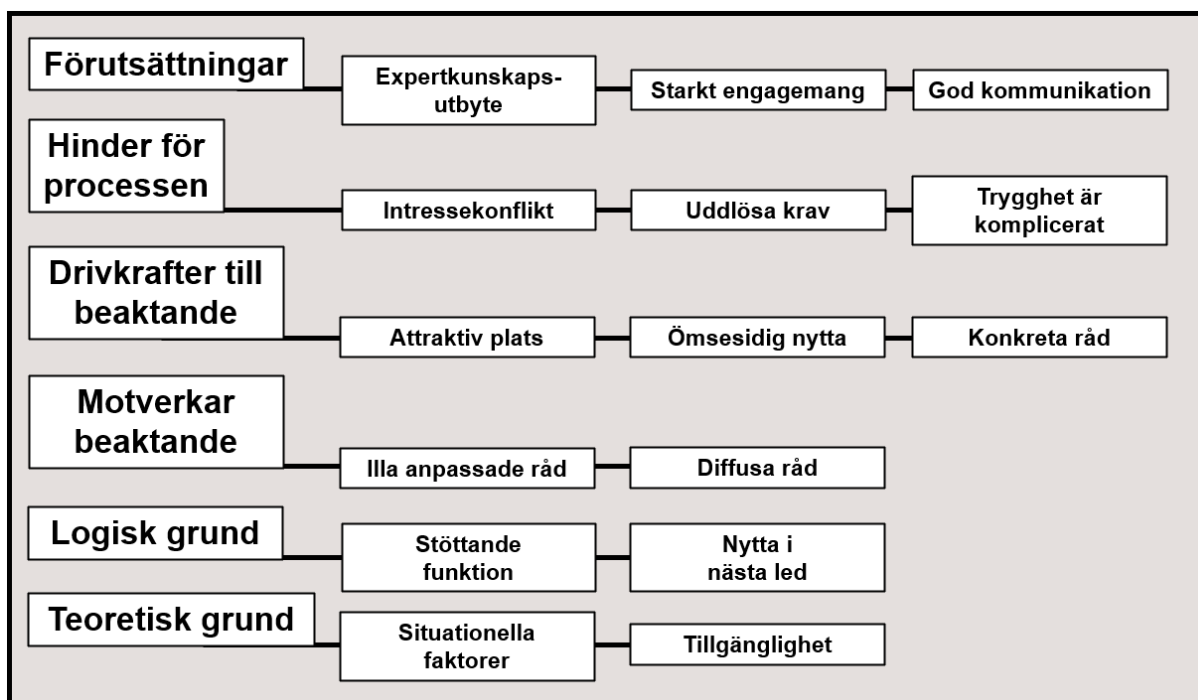 Förutsättningar
Expertkunskaps-
utbyte
Starkt engagemang
God kommunikation
Hinder för
processen
Intressekonflikt
Uddlösa krav
Trygghet är
komplicerat
Drivkrafter till
beaktande
Attraktiv plats
Ömsesidig nytta
Konkreta råd
Motverkar
beaktande
Illa anpassade råd
Diffusa råd
Logisk grund
Stöttande
funktion
Nytta i
nästa led
Teoretisk grund
Situationella
faktorer
Tillgänglighet